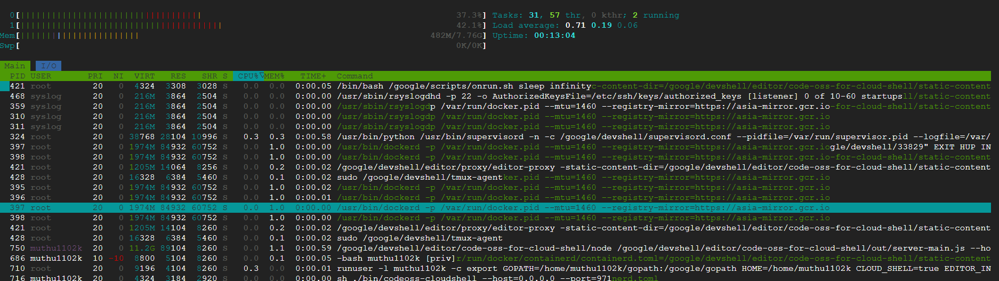 0[||||||||||||||||||||||||||||||||||| 37.3%] Tasks: 31, 57 thr, 0 kthr; 2 running
1[||||||||||||||||||||||||||||||||||||||| 42.1%] Load average: 0.71 0.19 0.06
Mem[||||||||||||||||||||||| 482M/7.76G] Uptime: 00:13:04
Swp[ 0K/0K]
Main I/O
PID USER PRI NI VIRT RES SHR S CPU%▽MEM% TIME+ Command
421 root 20 0 4324 3308 3028 S 0.0 0.0 0:00.05 /bin/bash /google/scripts/onrun.sh sleep infinityc-content-dir=/google/devshell/editor/code-oss-for-cloud-shell/static-content
468 syslog 20 0 216M 3864 2504 S 0.0 0.0 0:00.00 /usr/sbin/rsyslogdhd -p 22 -o AuthorizedKeysFile=/etc/ssh/keys/authorized_keys [listener] 0 of 10-60 startupsll/static-content
359 syslog 20 0 216M 3864 2504 S 0.0 0.0 0:00.00 /usr/sbin/rsyslogdp /var/run/docker.pid --mtu=1460 --registry-mirror=https://asia-mirror.gcr.io-for-cloud-shell/static-content
310 syslog 20 0 216M 3864 2504 S 0.0 0.0 0:00.00 /usr/sbin/rsyslogdp /var/run/docker.pid --mtu=1460 --registry-mirror=https://asia-mirror.gcr.io
311 syslog 20 0 216M 3864 2504 S 0.0 0.0 0:00.00 /usr/sbin/rsyslogdp /var/run/docker.pid --mtu=1460 --registry-mirror=https://asia-mirror.gcr.io
324 root 20 0 38768 28104 10996 S 0.3 0.3 0:00.58 /usr/bin/python /usr/bin/supervisord -n -c /google/devshell/supervisord.conf --pidfile=/var/run/supervisor.pid --logfile=/var/
397 root 20 0 1974M 84932 60752 S 0.0 1.0 0:00.00 /usr/bin/dockerd -p /var/run/docker.pid --mtu=1460 --registry-mirror=https://asia-mirror.gcr.iogle/devshell/33829" EXIT HUP IN
398 root 20 0 1974M 84932 60752 S 0.0 1.0 0:00.00 /usr/bin/dockerd -p /var/run/docker.pid --mtu=1460 --registry-mirror=https://asia-mirror.gcr.io-for-cloud-shell/static-content
421 root 20 0 1205M 14064 8256 S 0.0 0.2 0:00.02 /google/devshell/editor/proxy/editor-proxy -static-content-dir=/google/devshell/editor/code-oss-for-cloud-shell/static-content
428 root 20 0 16328 6384 5460 S 0.0 0.1 0:00.02 sudo /google/devshell/tmux-agentker.pid --mtu=1460 --registry-mirror=https://asia-mirror.gcr.io
395 root 20 0 1974M 84932 60752 S 0.0 1.0 0:00.02 /usr/bin/dockerd -p /var/run/docker.pid --mtu=1460 --registry-mirror=https://asia-mirror.gcr.io
396 root 20 0 1974M 84932 60752 S 0.0 1.0 0:00.01 /usr/bin/dockerd -p /var/run/docker.pid --mtu=1460 --registry-mirror=https://asia-mirror.gcr.io
397 root 20 0 1974M 84932 60752 S 0.0 1.0 0:00.00 /usr/bin/dockerd -p /var/run/docker.pid --mtu=1460 --registry-mirror=https://asia-mirror.gcr.io
398 root 20 0 1974M 84932 60752 S 0.0 1.0 0:00.00 /usr/bin/dockerd -p /var/run/docker.pid --mtu=1460 --registry-mirror=https://asia-mirror.gcr.io
421 root 20 0 1205M 14104 8260 S 0.0 0.2 0:00.02 /google/devshell/editor/proxy/editor-proxy -static-content-dir=/google/devshell/editor/code-oss-for-cloud-shell/static-content
428 root 20 0 16328 6384 5460 S 0.0 0.1 0:00.02 sudo /google/devshell/tmux-agent
750 muthu1102k 20 0 11.2G 89104 8260 S 0.0 1.1 0:00.59 /google/devshell/editor/code-oss-for-cloud-shell/node /google/devshell/editor/code-oss-for-cloud-shell/out/server-main.js --ho
686 muthu1102k 10 -10 8800 5104 8260 S 0.0 0.1 0:00.05 -bash muthu1102k [priv]r/run/docker/containerd/containerd.toml=/google/devshell/editor/code-oss-for-cloud-shell/static-content
710 root 20 0 9196 4104 8260 S 0.3 0.0 0:00.01 runuser -l muthu1102k -c export GOPATH=/home/muthu1102k/gopath:/google/gopath HOME=/home/muthu1102k CLOUD_SHELL=true EDITOR_IN
716 muthu1102k 20 0 4324 3184 2920 S 0.0 0.0 0:00.00 sh ./bin/codeoss-cloudshell --host=0.0.0.0 --port=971nerd.toml